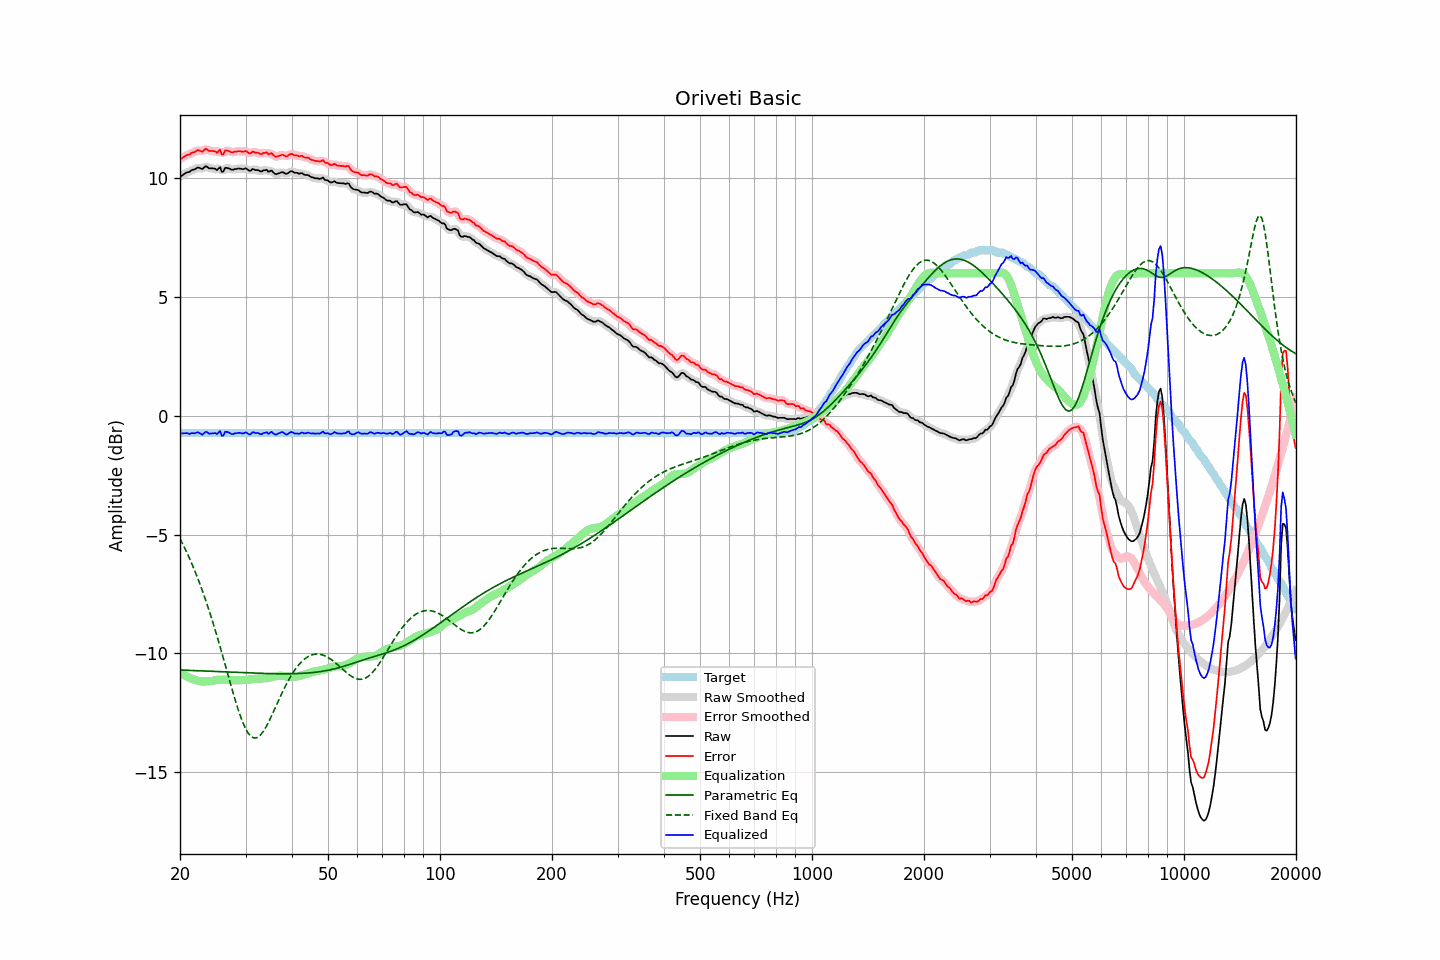 Oriveti Basic
Amplitude (dBr)
10
5
0
−5
−10
−15
Target
Raw Smoothed
Error Smoothed
Raw
Error
Equalization
Parametric Eq
Fixed Band Eq
Equalized
20 50 100 200 500 1000 2000 5000 10000 20000
Frequency (Hz)